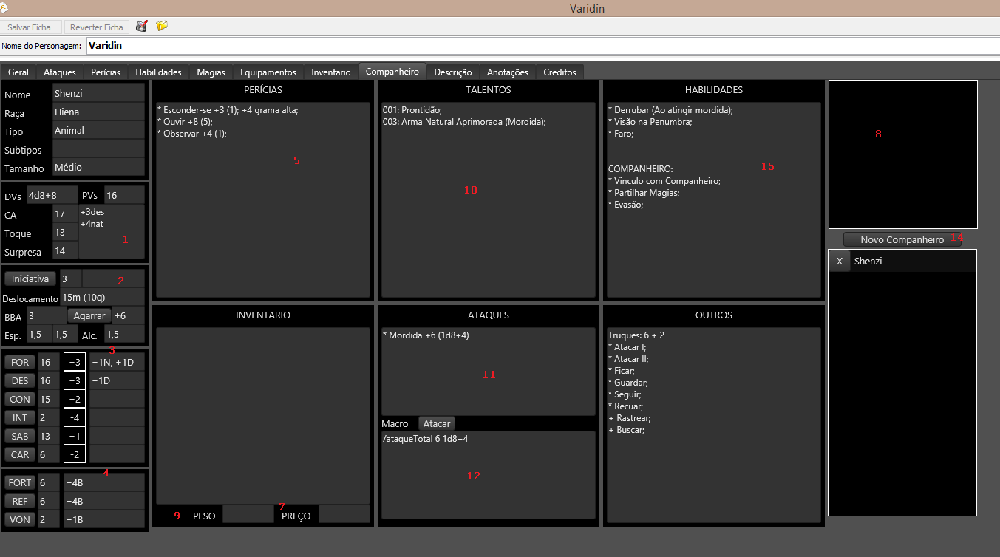 Varidin
Salvar Ficha Reverter Ficha
Nome do Personagem: Varidin
Geral Ataques Perícias Habilidades Magias Equipamentos Inventario Companheiro Descrição Anotações Creditos
Nome Shenzi
Raça Hiena
Tipo Animal
Subtipos
Tamanho Médio
DVs 4d8+8 PVs 16
CA 17 +3des
+4nat
Toque 13
1
Surpresa 14
Iniciativa 3 2
Deslocamento 15m (10q)
BBA 3 Agarrar +6
Esp. 1,5 1,5 Alc. 1,5
3
FOR 16 +3 +1N, +1D
DES 16 +3 +1D
CON 15 +2
INT 2 -4
SAB 13 +1
CAR 6 -2
4
FORT 6 +4B
REF 6 +4B
VON 2 +1B
PERÍCIAS
* Esconder-se +3 (1); +4 grama alta;
* Ouvir +8 (5);
* Observar +4 (1);
5
INVENTARIO
9 PESO 7 PREÇO
TALENTOS
001: Prontidão;
003: Arma Natural Aprimorada (Mordida);
10
ATAQUES
* Mordida +6 (1d8+4)
11
Macro Atacar
/ataqueTotal 6 1d8+4
12
HABILIDADES
* Derrubar (Ao atingir mordida);
* Visão na Penumbra;
* Faro;
15
COMPANHEIRO:
* Vinculo com Companheiro;
* Partilhar Magias;
* Evasão;
OUTROS
Truques: 6 + 2
* Atacar I;
* Atacar II;
* Ficar;
* Guardar;
* Seguir;
* Recuar;
+ Rastrear;
+ Buscar;
8
Novo Companheiro 14
X Shenzi